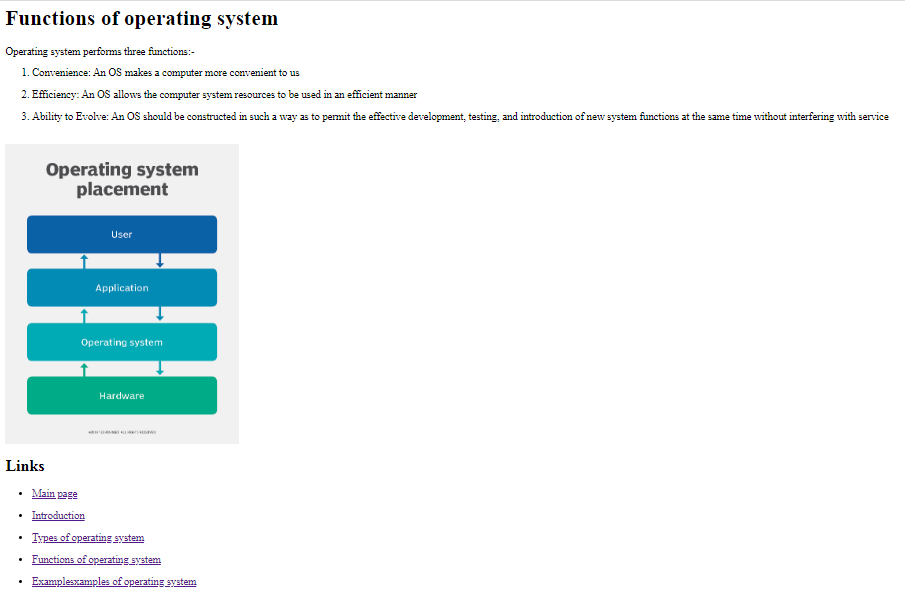 Functions of operating system
Operating system performs three functions:-
1. Convenience: An OS makes a computer more convenient to us
2. Efficiency: An OS allows the computer system resources to be used in an efficient manner
3. Ability to Evolve: An OS should be constructed in such a way as to permit the effective development, testing, and introduction of new system functions at the same time without interfering with service
Operating system
placement
User
Application
Operating system
Hardware
Links
• Main page
• Introduction
• Types of operating system
• Functions of operating system
• Examplesxamples of operating system